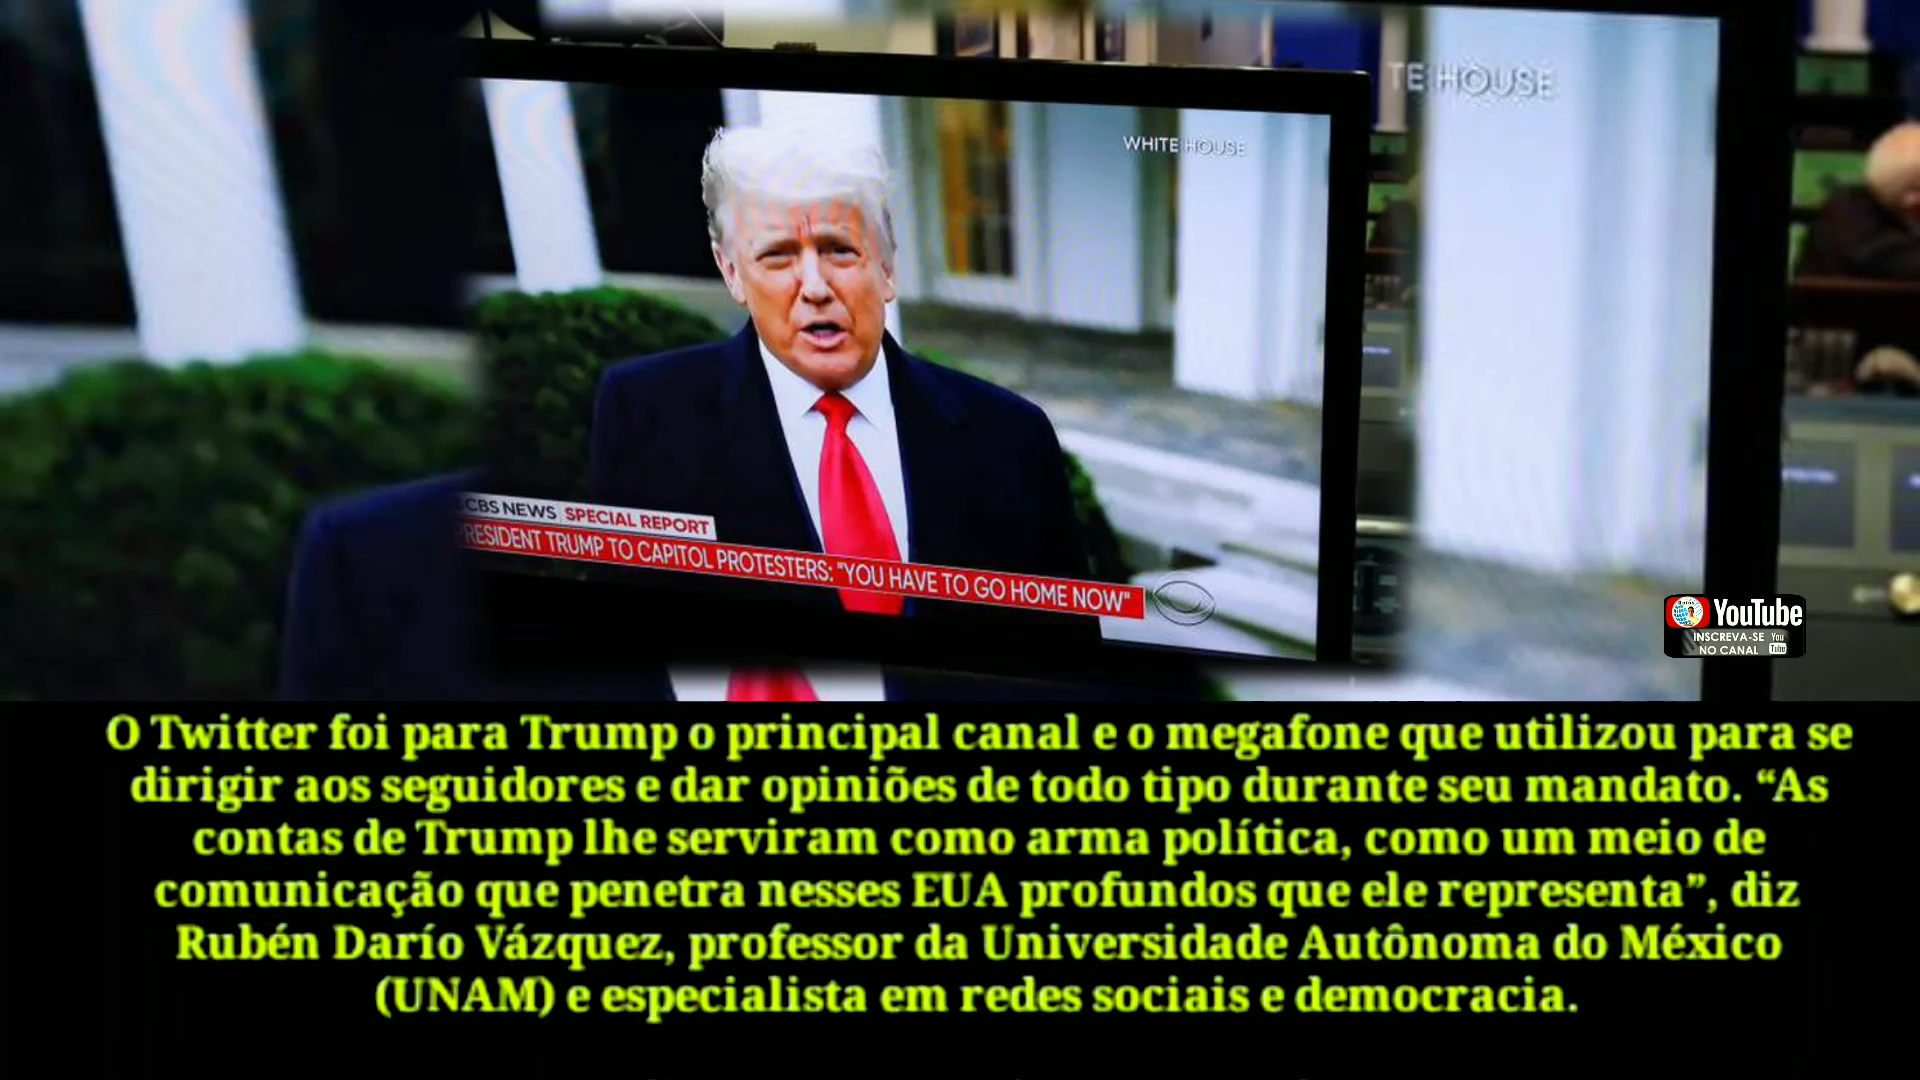 TE HOUSE
WHITE HOUSE
CBS NEWS SPECIAL REPORT
PRESIDENT TRUMP TO CAPITOL PROTESTERS: "YOU HAVE TO GO HOME NOW"
YouTube
INSCREVA-SE You
NO CANAL Tube
O Twitter foi para Trump o principal canal e o megafone que utilizou para se
dirigir aos seguidores e dar opiniões de todo tipo durante seu mandato. “As
contas de Trump lhe serviram como arma política, como um meio de
comunicação que penetra nesses EUA profundos que ele representa”, diz
Rubén Darío Vázquez, professor da Universidade Autônoma do México
(UNAM) e especialista em redes sociais e democracia.